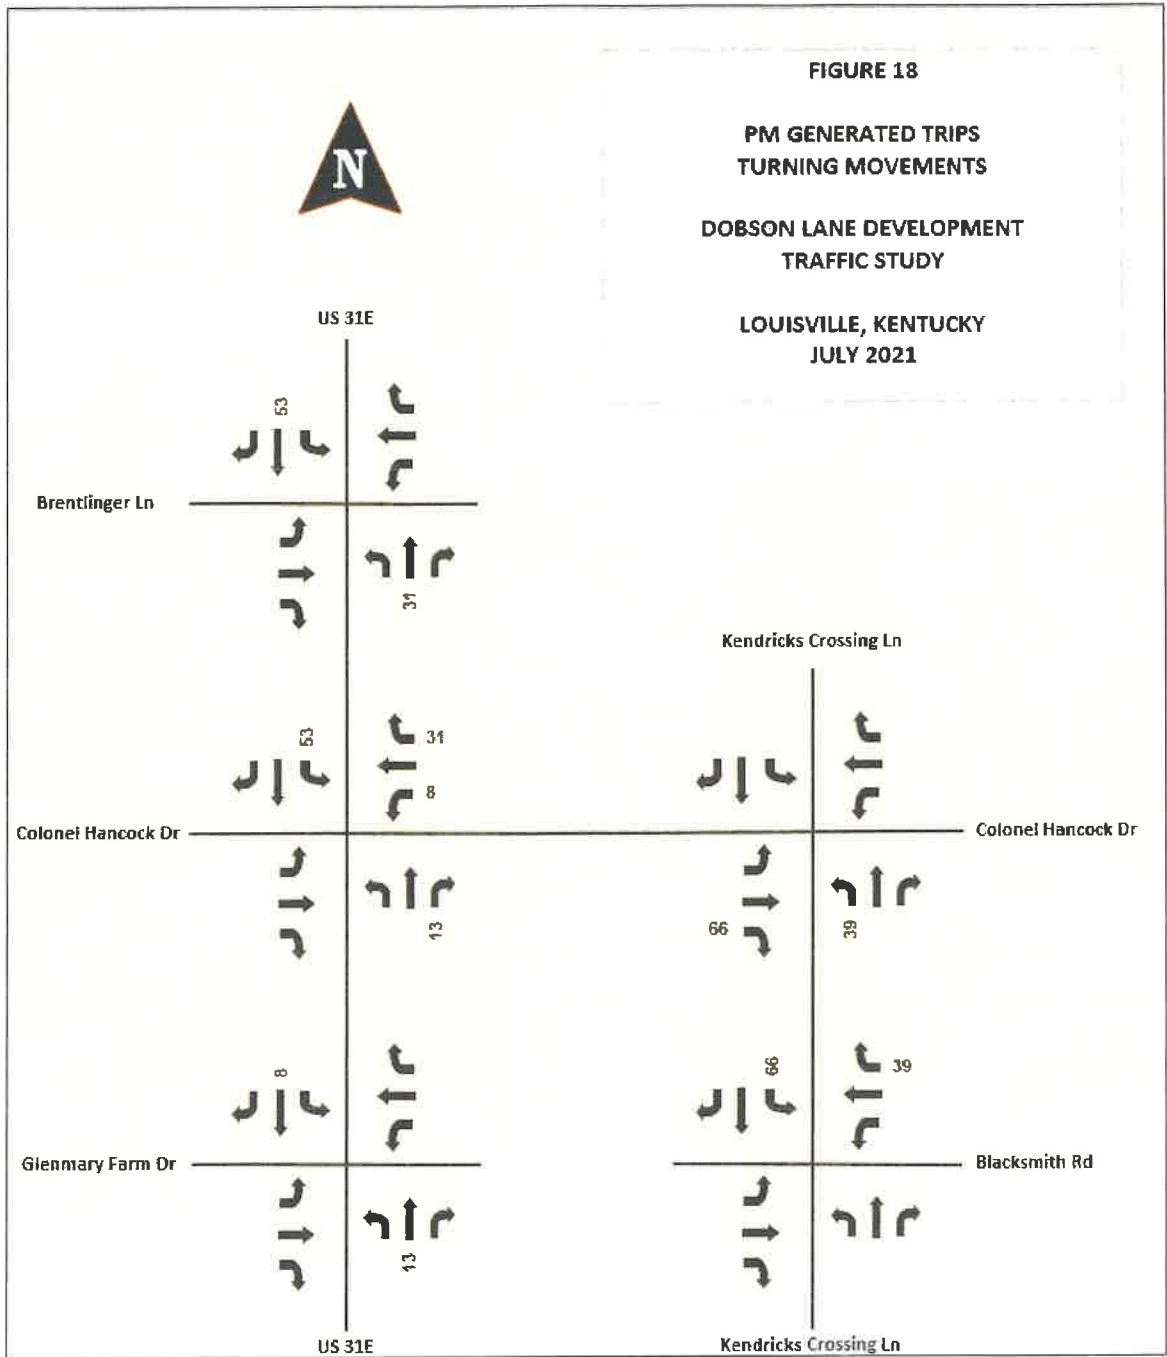 FIGURE 18
PM GENERATED TRIPS
TURNING MOVEMENTS
DOBSON LANE DEVELOPMENT
TRAFFIC STUDY
LOUISVILLE, KENTUCKY
JULY 2021
N
US 31E
53
Brentlinger Ln
31
Kendricks Crossing Ln
53
31
8
Colonel Hancock Dr
Colonel Hancock Dr
13
66
39
8
66
39
Glenmary Farm Dr
Blacksmith Rd
13
US 31E
Kendricks Crossing Ln